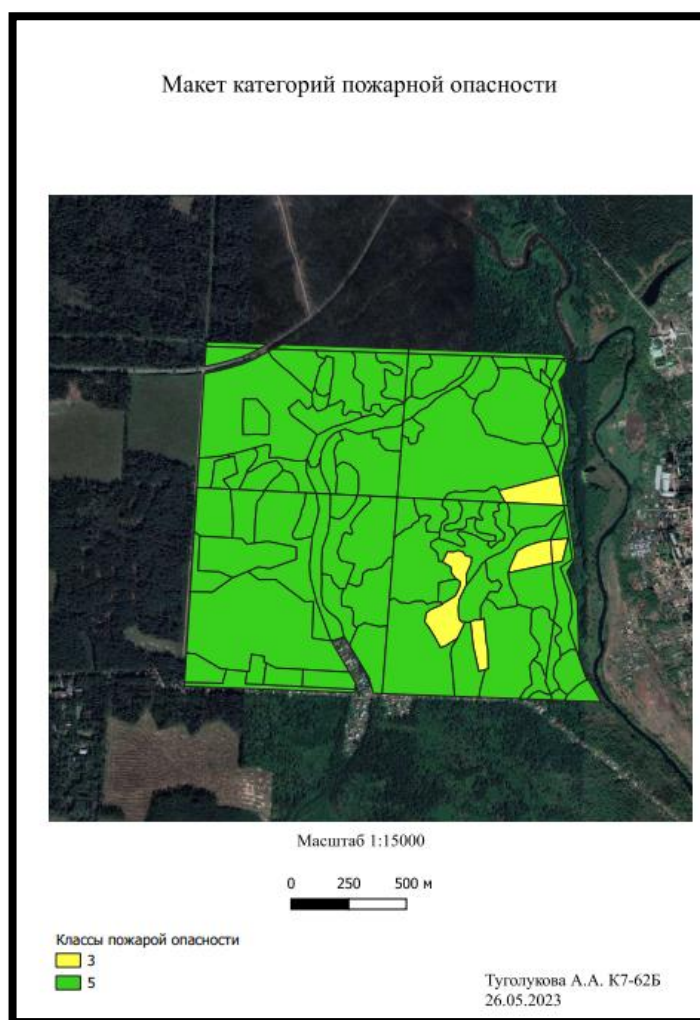 Макет категорий пожарной опасности
Масштаб 1:15000
0 250 500 м
Классы пожарой опасности
3
5
Туголукова А.А. К7-62Б
26.05.2023